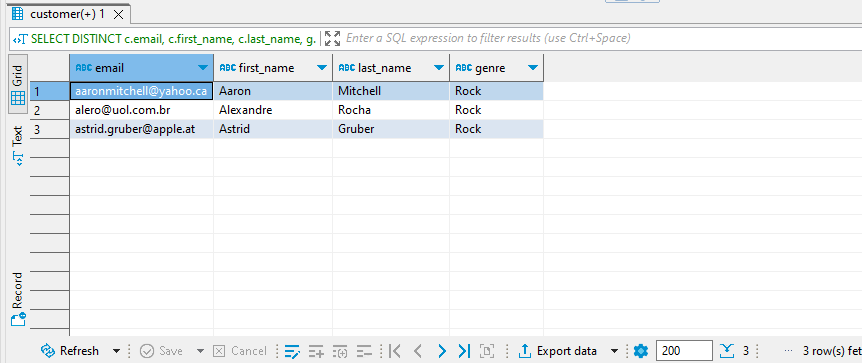 customer(+) 1
SELECT DISTINCT c.email, c.first_name, c.last_name, g. Enter a SQL expression to filter results (use Ctrl+Space)
Grid
Text
Record
ABC email ABC first_name ABC last_name ABC genre
1 aaronmitchell@yahoo.ca Aaron Mitchell Rock
2 alero@uol.com.br Alexandre Rocha Rock
3 astrid.gruber@apple.at Astrid Gruber Rock
Refresh Save Cancel Export data 200 3 ... 3 row(s) fe